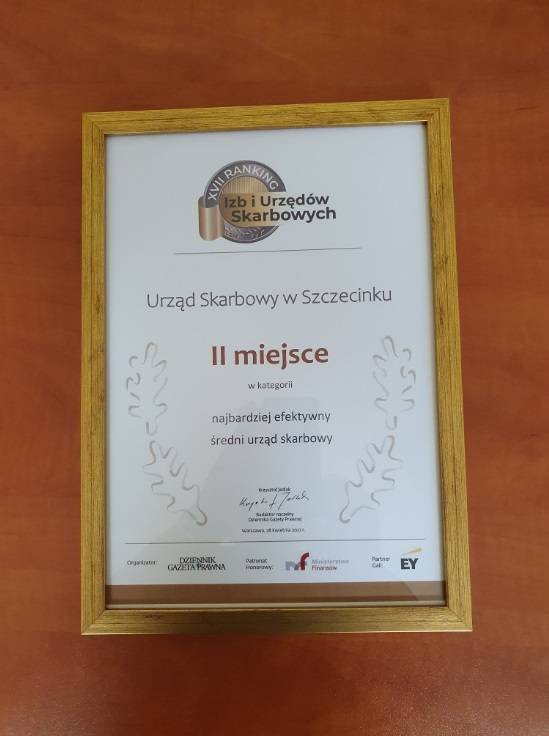 XVII RANKING
Izb i Urzędów
Skarbowych
Urząd Skarbowy w Szczecinku
II miejsce
w kategorii
najbardziej efektywny
średni urząd skarbowy
Krzysztof Jedlak
Redaktor naczelny
Dziennika Gazety Prawnej
Organizator:
DZIENNIK
GAZETA PRAWNA
Patronat
Honorowy:
mf
Ministerstwo
Finansów
Partner
Gali:
EY